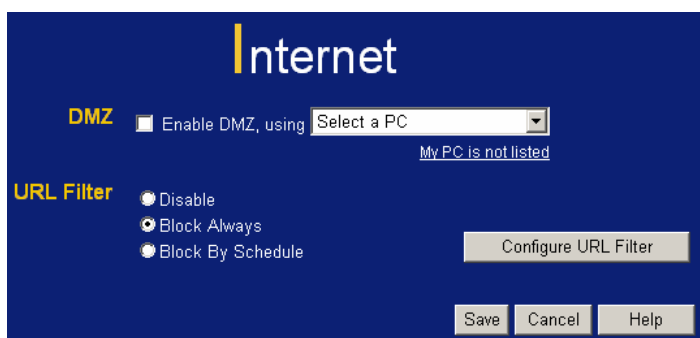 Internet
DMZ Enable DMZ, using Select a PC
My PC is not listed
URL Filter
Disable
Block Always
Block By Schedule
Configure URL Filter
Save Cancel Help